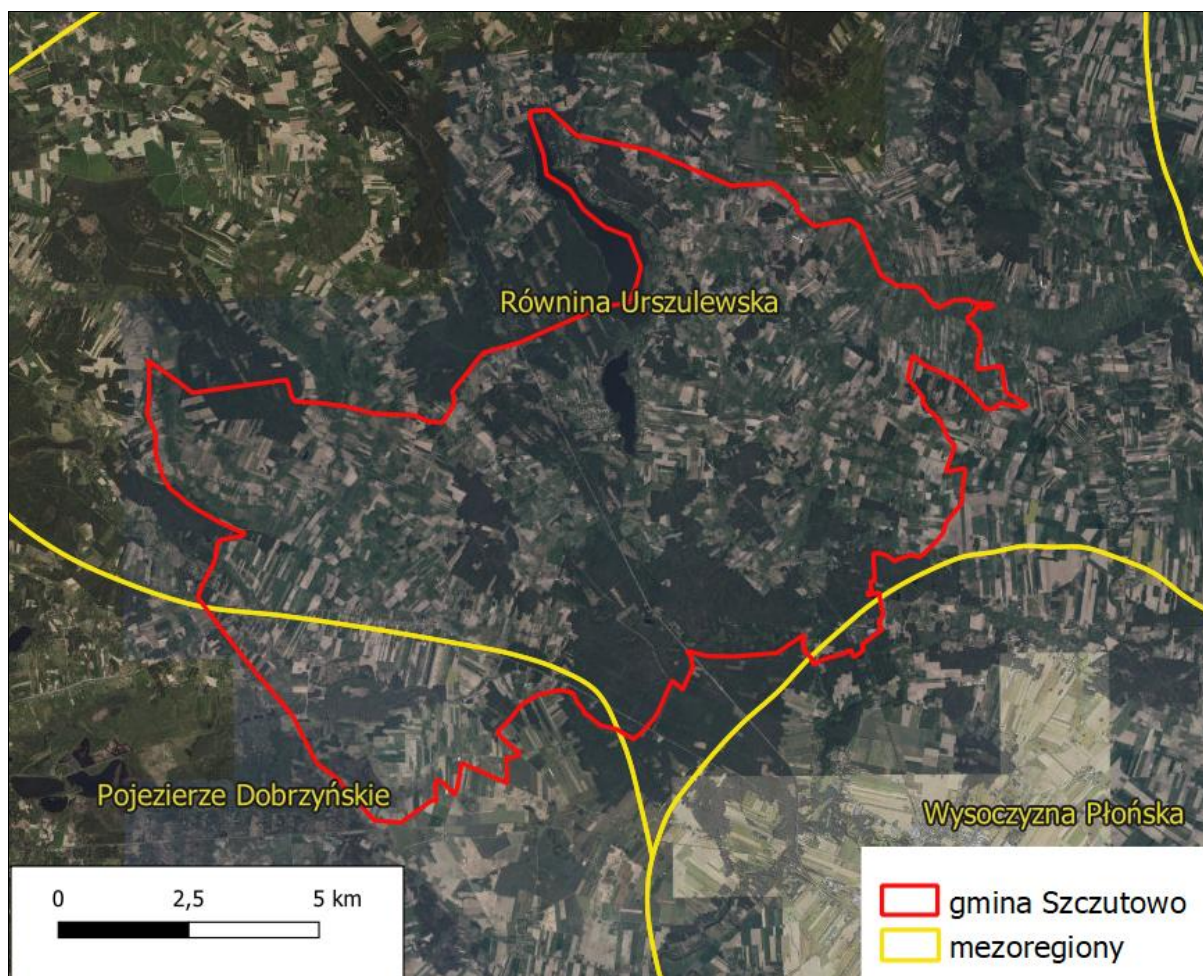 Równina Urszulewska
Pojezierze Dobrzyńskie
Wysoczyzna Płońska
0 2,5 5 km
gmina Szczutowo
mezoregiony